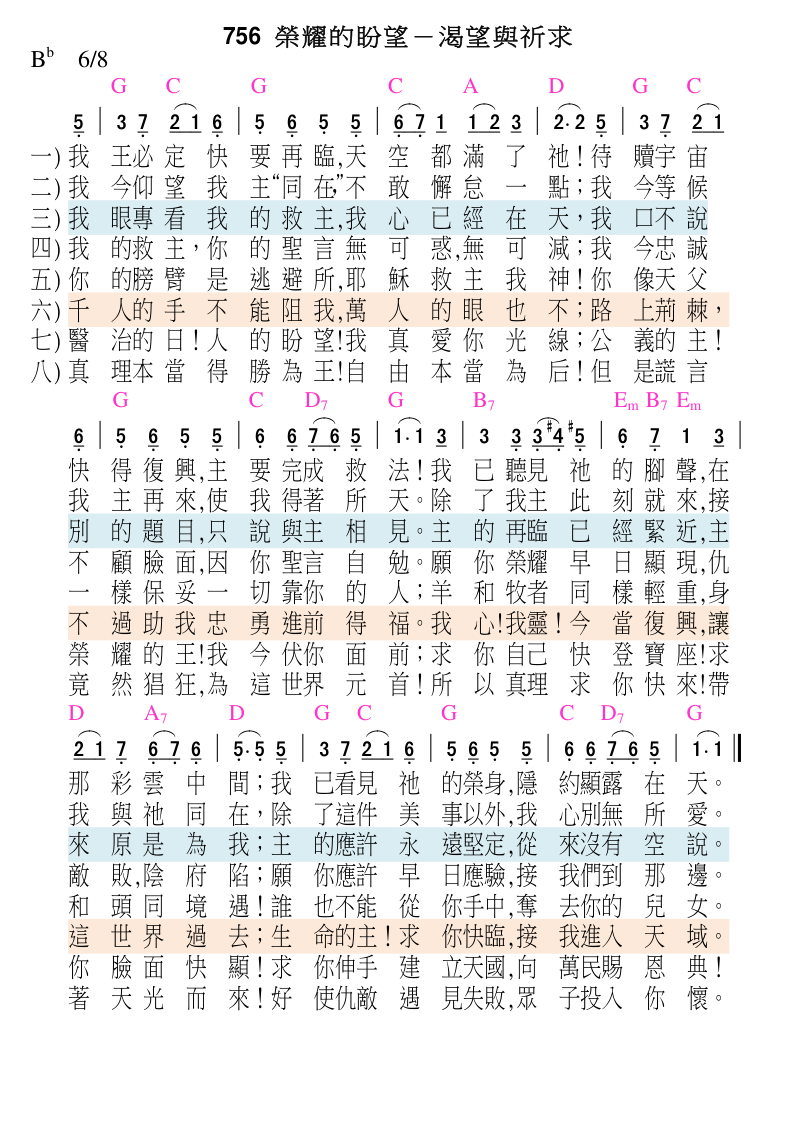 756 榮耀的盼望－渴望與祈求
Bb 6/8
G C G C A D G C
5 | 3 7 2 1 6 | 5 6 5 5 | 6 7 1 1 2 3 | 2· 2 5 | 3 7 2 1
一) 我 王必 定 快 要 再 臨,天 空 都 滿 了 祂!待 贖宇 宙
二) 我 今仰 望 我 主“同 在,”不 敢 懈 怠 一 點;我 今等 候
三) 我 眼專 看 我 的 救 主,我 心 已 經 在 天,我 口不 說
四) 我 的救 主,你 的 聖 言 無 可 惑,無 可 減;我 今忠 誠
五) 你 的膀 臂 是 逃 避 所,耶 穌 救 主 我 神!你 像天 父
六) 千 人的 手 不 能 阻 我,萬 人 的 眼 也 不;路 上荊 棘,
七) 醫 治的 日!人 的 盼 望!我 真 愛 你 光 線;公 義的 主!
八) 真 理本 當 得 勝 為 王!自 由 本 當 為 后!但 是謊 言
G C D7 G B7 Em B7 Em
6 | 5 6 5 5 | 6 6 7 6 5 | 1· 1 3 | 3 3 3 #4 #5 | 6 7 1 3 |
快 得 復 興,主 要 完成 救 法!我 已 聽見 祂 的 腳 聲,在
我 主 再 來,使 我 得著 所 天。除 了 我主 此 刻 就 來,接
別 的 題 目,只 說 與主 相 見。主 的 再臨 已 經 緊 近,主
不 顧 臉 面,因 你 聖言 自 勉。願 你 榮耀 早 日 顯 現,仇
一 樣 保 妥 一 切 靠你 的 人;羊 和 牧者 同 樣 輕 重,身
不 過 助 我 忠 勇 進前 得 福。我 心!我靈!今 當 復 興,讓
榮 耀 的 王!我 今 伏你 面 前;求 你 自己 快 登 寶 座!求
竟 然 猖 狂,為 這 世界 元 首!所 以 真理 求 你 快 來!帶
D A7 D G C G C D7 G
2 1 7 6 7 6 | 5· 5 5 | 3 7 2 1 6 | 5 6 5 5 | 6 6 7 6 5 | 1· 1 ||
那 彩 雲 中 間;我 已看見 祂 的榮身,隱 約顯露 在 天。
我 與 祂 同 在,除 了這件 美 事以外,我 心別無 所 愛。
來 原 是 為 我;主 的應許 永 遠堅定,從 來沒有 空 說。
敵 敗,陰 府 陷;願 你應許 早 日應驗,接 我們到 那 邊。
和 頭 同 境 遇!誰 也不能 從 你手中,奪 去你的 兒 女。
這 世 界 過 去;生 命的主!求 你快臨,接 我進入 天 域。
你 臉 面 快 顯!求 你伸手 建 立天國,向 萬民賜 恩 典!
著 天 光 而 來!好 使仇敵 遇 見失敗,眾 子投入 你 懷。